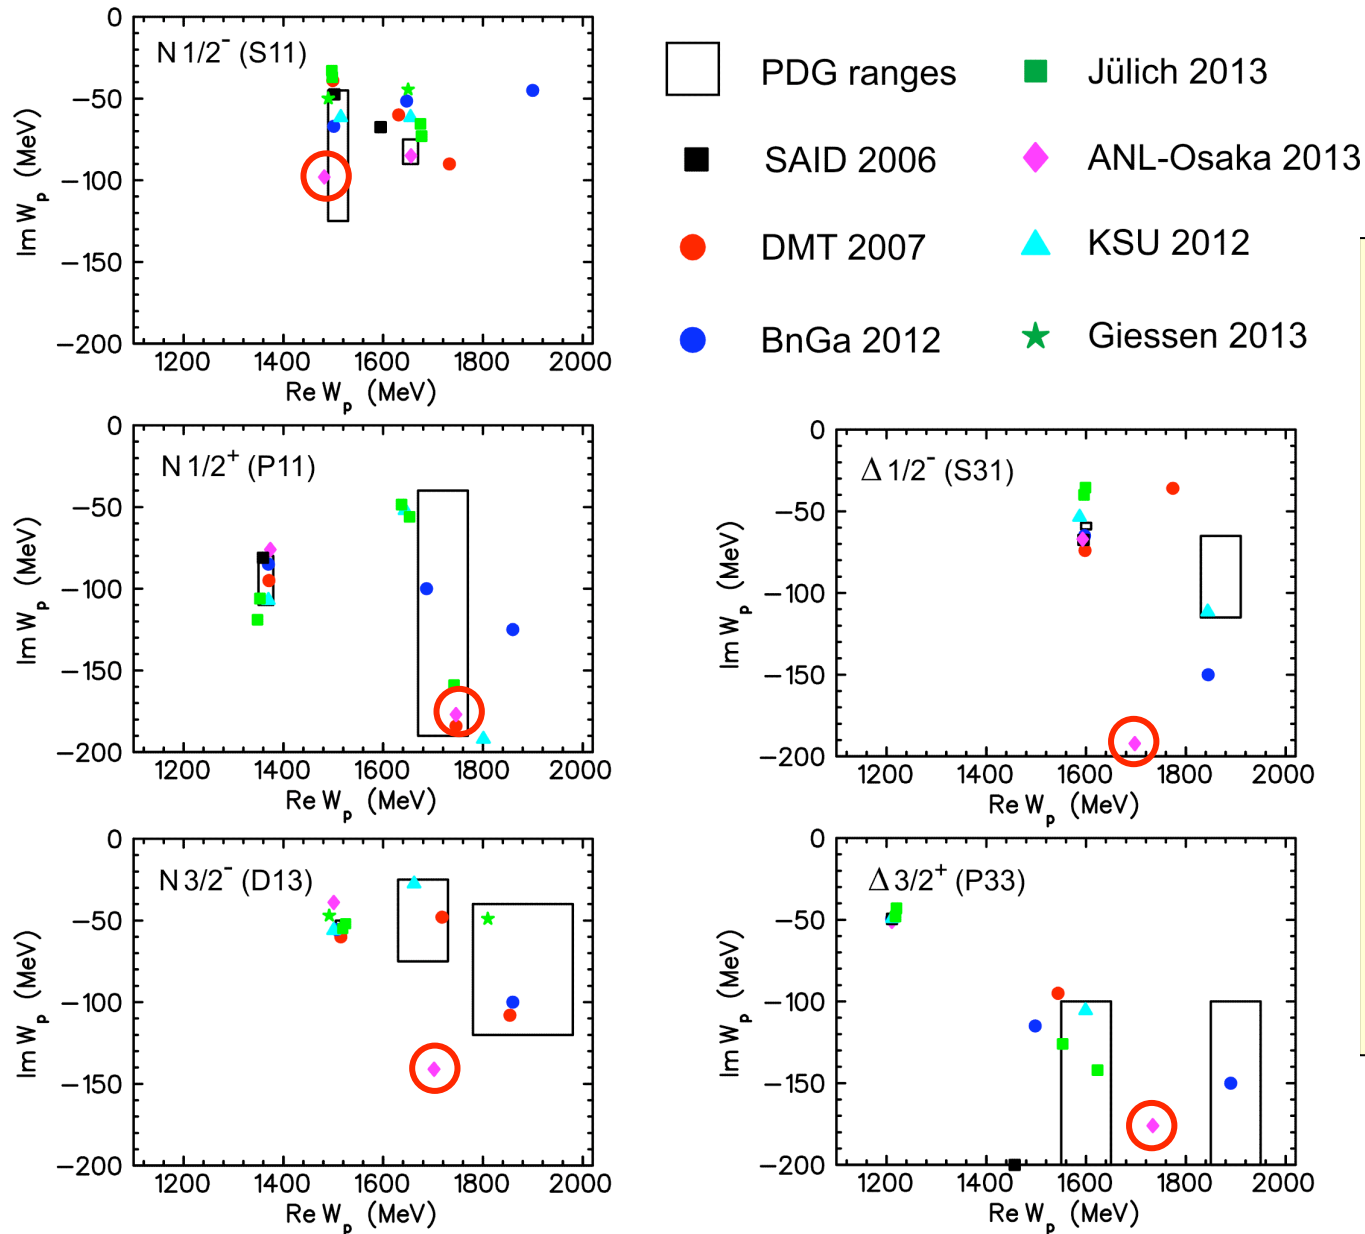 N 1/2⁻ (S11)
0
−50
−100
−150
−200
Im W_p (MeV)
1200 1400 1600 1800 2000
Re W_p (MeV)
PDG ranges
SAID 2006
DMT 2007
BnGa 2012
Jülich 2013
ANL-Osaka 2013
KSU 2012
Giessen 2013
N 1/2⁺ (P11)
0
−50
−100
−150
−200
Im W_p (MeV)
1200 1400 1600 1800 2000
Re W_p (MeV)
Δ 1/2⁻ (S31)
0
−50
−100
−150
−200
Im W_p (MeV)
1200 1400 1600 1800 2000
Re W_p (MeV)
N 3/2⁻ (D13)
0
−50
−100
−150
−200
Im W_p (MeV)
1200 1400 1600 1800 2000
Re W_p (MeV)
Δ 3/2⁺ (P33)
0
−50
−100
−150
−200
Im W_p (MeV)
1200 1400 1600 1800 2000
Re W_p (MeV)